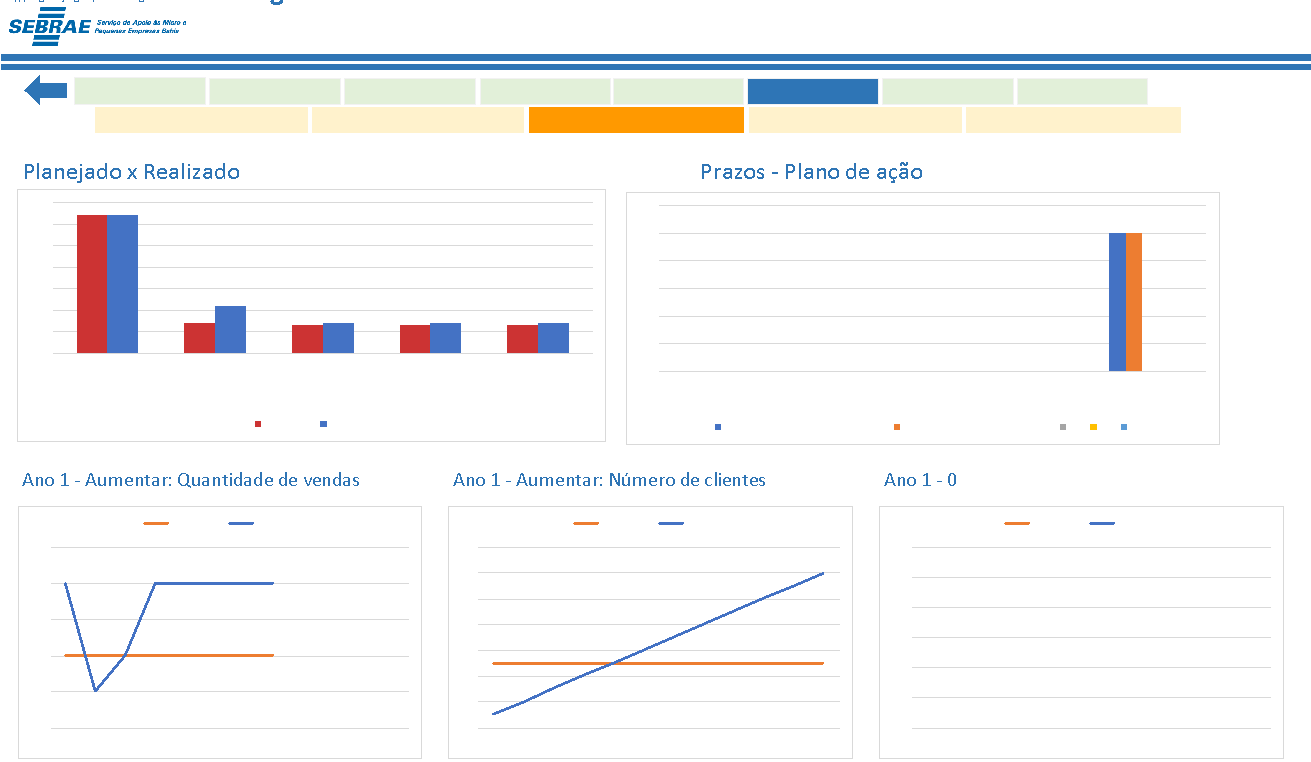 SEBRAE
Serviço de Apoio às Micro e
Pequenas Empresas Bahia
Planejado x Realizado
Prazos - Plano de ação
Ano 1 - Aumentar: Quantidade de vendas
Ano 1 - Aumentar: Número de clientes
Ano 1 - 0